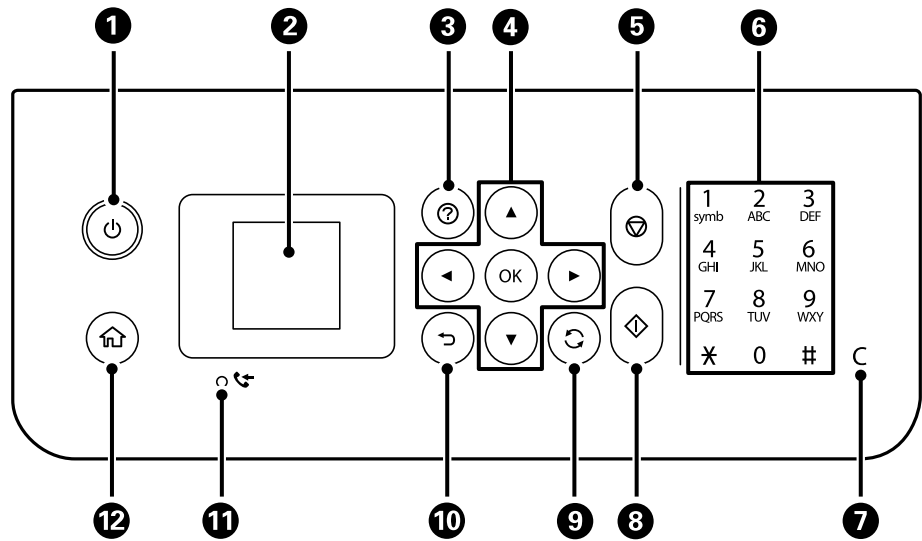 1 2 3 4 5 6
1 2 3
symb ABC DEF
OK
4 5 6
GHI JKL MNO
7 8 9
PQRS TUV WXY
* 0 # C
12 11 10 9 8 7